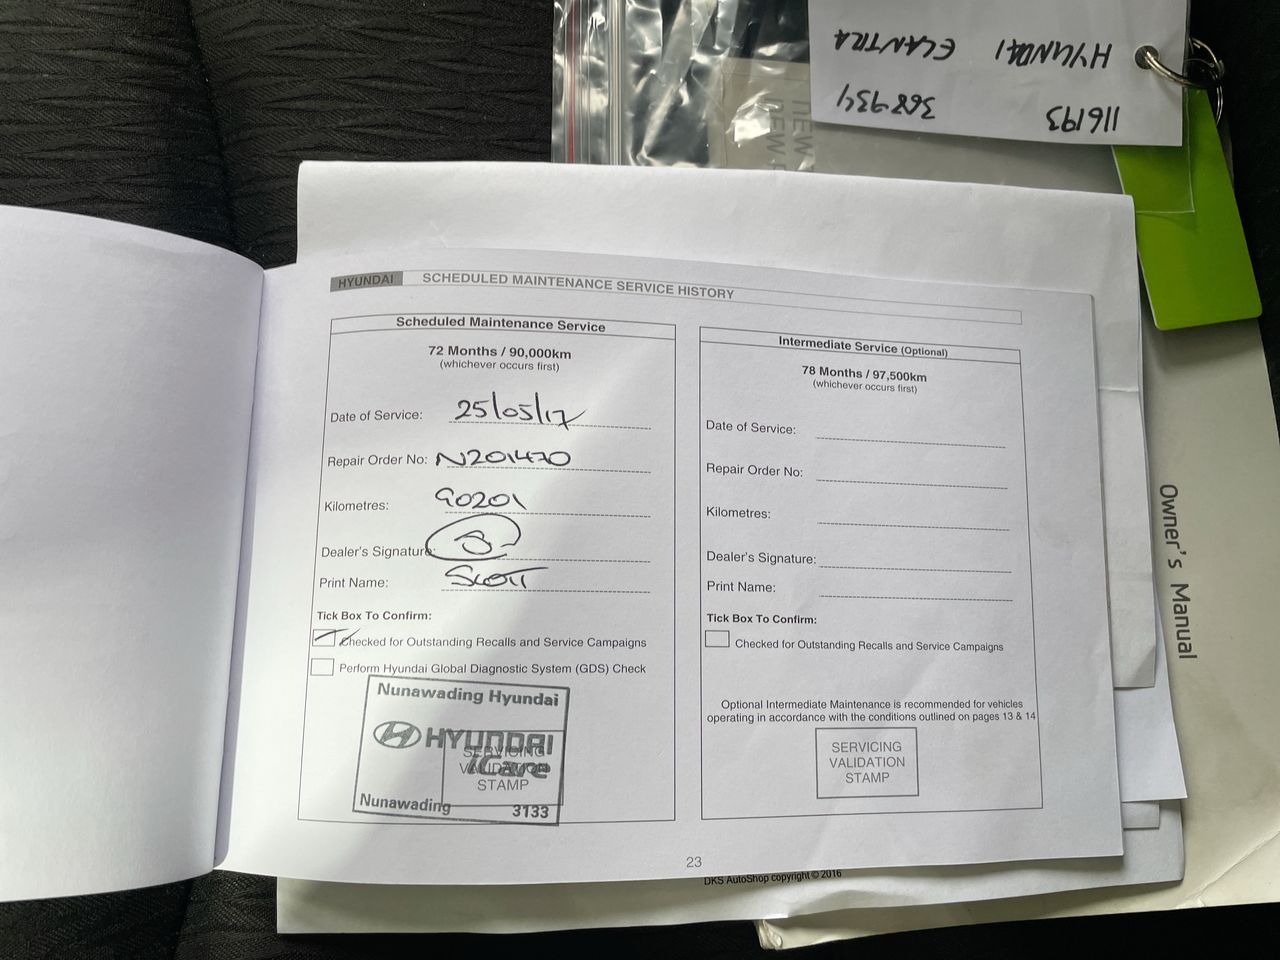 116193 368934
HYUNDAI ELANTRA
NEW
NEW
HYUNDAI SCHEDULED MAINTENANCE SERVICE HISTORY
Scheduled Maintenance Service
72 Months / 90,000km
(whichever occurs first)
Date of Service: 25/05/17
Repair Order No: N201470
Kilometres: 90201
Dealer's Signature:
Print Name: SCOTT
Tick Box To Confirm:
Checked for Outstanding Recalls and Service Campaigns
Perform Hyundai Global Diagnostic System (GDS) Check
Nunawading Hyundai
HYUNDAI
iCare
SERVICING
VALIDATION
STAMP
Nunawading 3133
Intermediate Service (Optional)
78 Months / 97,500km
(whichever occurs first)
Date of Service:
Repair Order No:
Kilometres:
Dealer's Signature:
Print Name:
Tick Box To Confirm:
Checked for Outstanding Recalls and Service Campaigns
Optional Intermediate Maintenance is recommended for vehicles
operating in accordance with the conditions outlined on pages 13 & 14
SERVICING
VALIDATION
STAMP
23
DKS AutoShop copyright © 2016
Owner's Manual